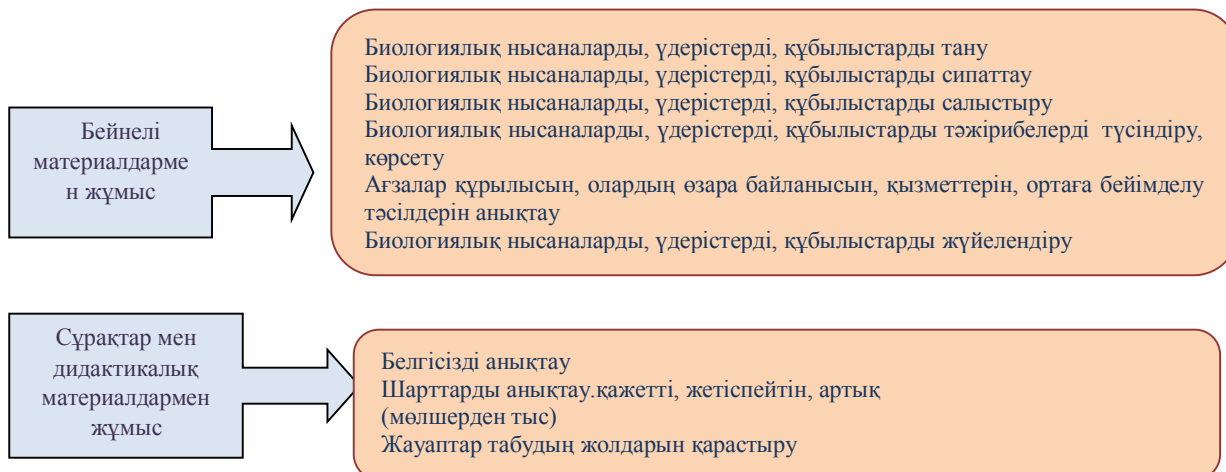 Бейнелі
материалдарме
н жұмыс
Биологиялық нысаналарды, үдерістерді, құбылыстарды тану
Биологиялық нысаналарды, үдерістерді, құбылыстарды сипаттау
Биологиялық нысаналарды, үдерістерді, құбылыстарды салыстыру
Биологиялық нысаналарды, үдерістерді, құбылыстарды тәжірибелерді түсіндіру,
көрсету
Ағзалар құрылысын, олардың өзара байланысын, қызметтерін, ортаға бейімделу
тәсілдерін анықтау
Биологиялық нысаналарды, үдерістерді, құбылыстарды жүйелендіру
Сұрақтар мен
дидактикалық
материалдармен
жұмыс
Белгісізді анықтау
Шарттарды анықтау.қажетті, жетіспейтін, артық
(мөлшерден тыс)
Жауаптар табудың жолдарын қарастыру